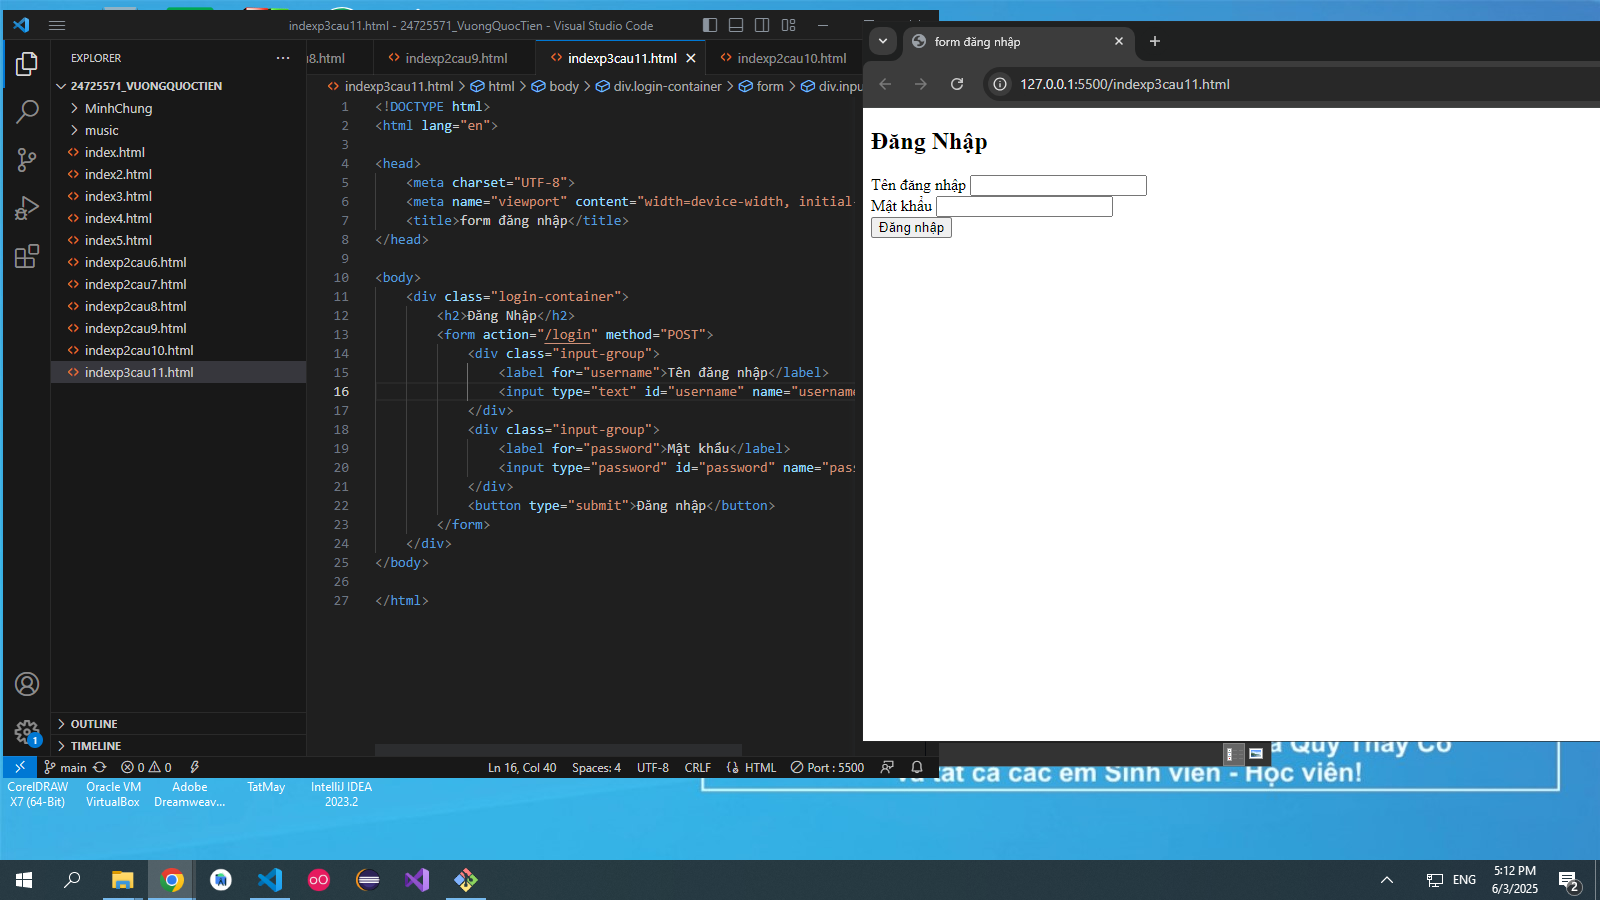 indexp3cau11.html - 24725571_VuongQuocTien - Visual Studio Code
EXPLORER
24725571_VUONGQUOCTIEN
MinhChung
music
index.html
index2.html
index3.html
index4.html
index5.html
indexp2cau6.html
indexp2cau7.html
indexp2cau8.html
indexp2cau9.html
indexp2cau10.html
indexp3cau11.html
OUTLINE
TIMELINE
8.html
indexp2cau9.html
indexp3cau11.html
indexp2cau10.html
indexp3cau11.html > html > body > div.login-container > form > div.inpu
1 <!DOCTYPE html>
2 <html lang="en">
3
4 <head>
5 <meta charset="UTF-8">
6 <meta name="viewport" content="width=device-width, initial-
7 <title>form đăng nhập</title>
8 </head>
9
10 <body>
11 <div class="login-container">
12 <h2>Đăng Nhập</h2>
13 <form action="/login" method="POST">
14 <div class="input-group">
15 <label for="username">Tên đăng nhập</label>
16 <input type="text" id="username" name="username
17 </div>
18 <div class="input-group">
19 <label for="password">Mật khẩu</label>
20 <input type="password" id="password" name="pass
21 </div>
22 <button type="submit">Đăng nhập</button>
23 </form>
24 </div>
25 </body>
26
27 </html>
1
main 0 0 Ln 16, Col 40 Spaces: 4 UTF-8 CRLF HTML Port : 5500
form đăng nhập
127.0.0.1:5500/indexp3cau11.html
Đăng Nhập
Tên đăng nhập
Mật khẩu
Đăng nhập
Quý Thầy Cô
và tất cả các em Sinh viên - Học viên!
CorelDRAW X7 (64-Bit)
Oracle VM VirtualBox
Adobe Dreamweav...
TatMay
IntelliJ IDEA 2023.2
ENG
5:12 PM
6/3/2025
2